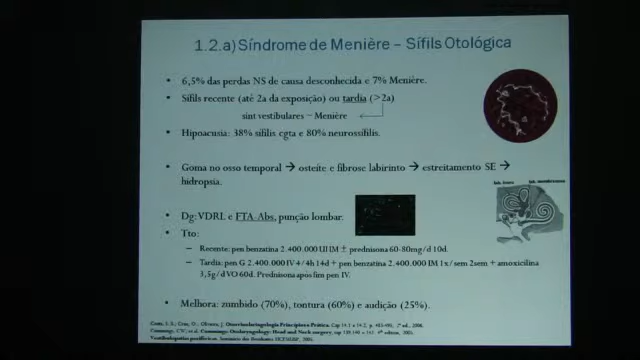 1.2.a) Síndrome de Menière – Sífils Otológica
• 6,5% das perdas NS de causa desconhecida e 7% Menière.
• Sífils recente (até 2a da exposição) ou tardia (>2a)
sint vestibulares ~ Menière
• Hipoacusia: 38% sífilis cgta e 80% neurossífilis.
• Goma no osso temporal → osteíte e fibrose labirinto → estreitamento SE →
hidropsia.
• Dg: VDRL e FTA-Abs, punção lombar.
• Tto:
– Recente: pen benzatina 2.400.000 UI IM ± prednisona 60-80mg/d 10d.
– Tardia: pen G 2.400.000 IV 4/4h 14d + pen benzatina 2.400.000 IM 1x/sem 2sem + amoxicilina
3,5g/d VO 60d. Prednisona após fim pen IV.
• Melhora: zumbido (70%), tontura (60%) e audição (25%).